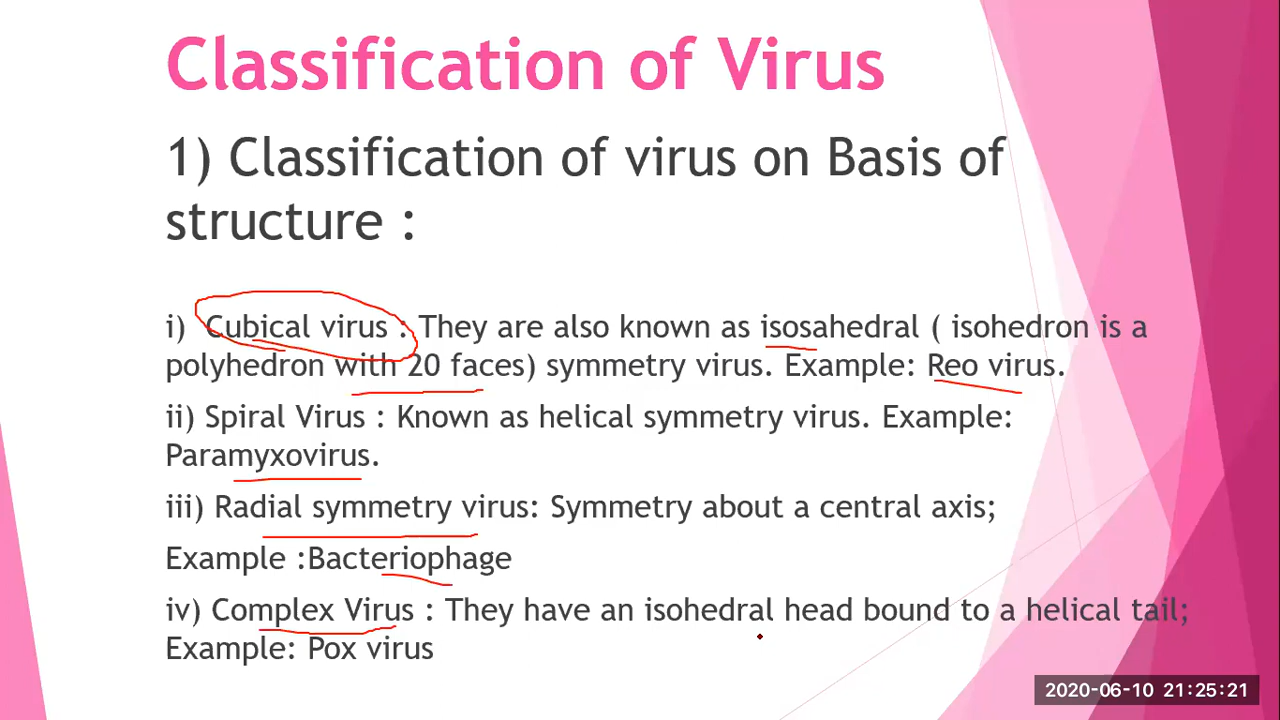 Classification of Virus
1) Classification of virus on Basis of
structure :
i) Cubical virus : They are also known as isosahedral ( isohedron is a
polyhedron with 20 faces) symmetry virus. Example: Reo virus.
ii) Spiral Virus : Known as helical symmetry virus. Example:
Paramyxovirus.
iii) Radial symmetry virus: Symmetry about a central axis;
Example :Bacteriophage
iv) Complex Virus : They have an isohedral head bound to a helical tail;
Example: Pox virus
2020-06-10 21:25:21